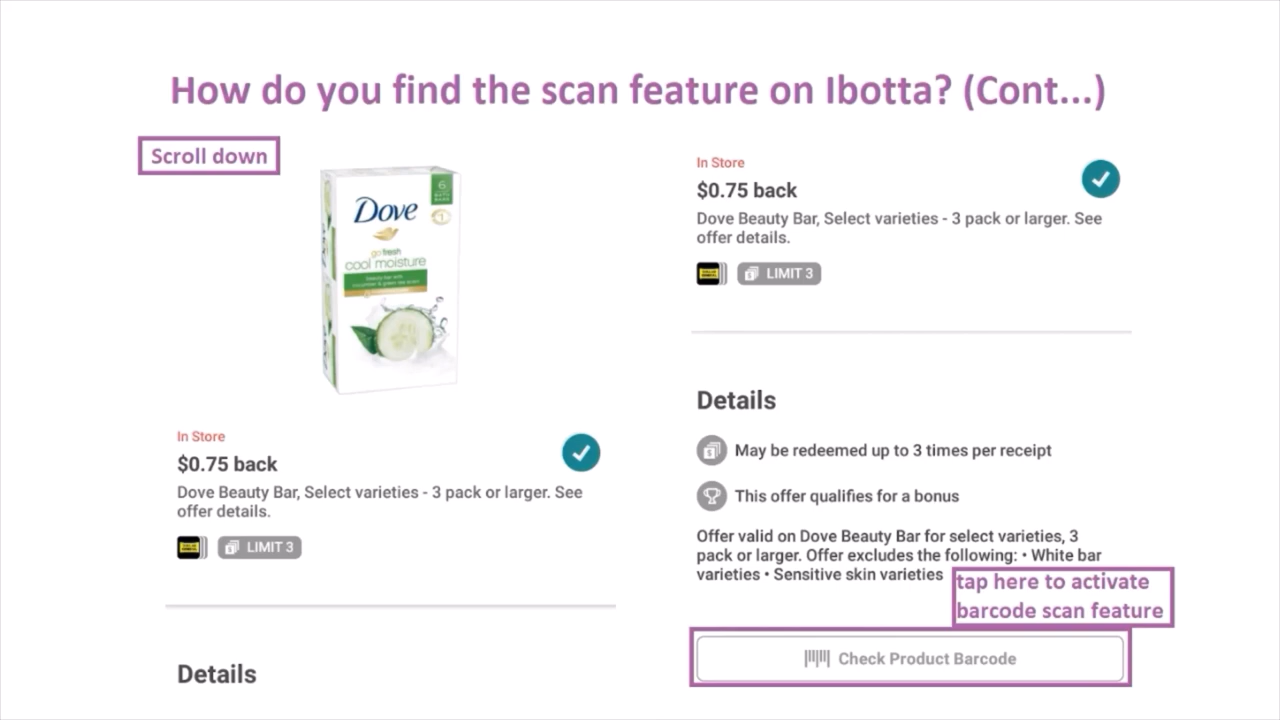 How do you find the scan feature on Ibotta? (Cont...)
Scroll down
6
Dove
go fresh
cool moisture
In Store
$0.75 back
Dove Beauty Bar, Select varieties - 3 pack or larger. See
offer details.
LIMIT 3
Details
In Store
$0.75 back
Dove Beauty Bar, Select varieties - 3 pack or larger. See
offer details.
LIMIT 3
Details
May be redeemed up to 3 times per receipt
This offer qualifies for a bonus
Offer valid on Dove Beauty Bar for select varieties, 3
pack or larger. Offer excludes the following: • White bar
varieties • Sensitive skin varieties
tap here to activate
barcode scan feature
Check Product Barcode